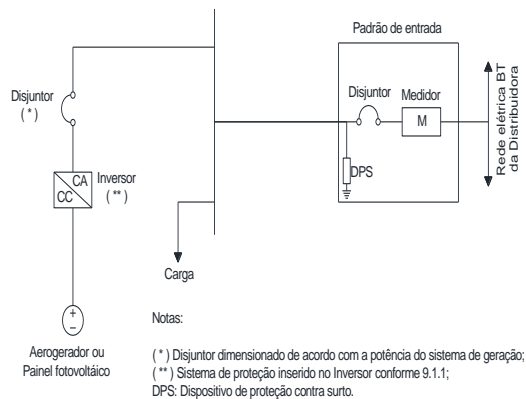 Padrão de entrada
Disjuntor
( * )
Disjuntor
Medidor
M
Rede elétrica BT
da Distribuidora
DPS
CA
CC
Inversor
( ** )
Carga
+
−
Aerogerador ou
Painel fotovoltáico
Notas:
( * ) Disjuntor dimensionado de acordo com a potência do sistema de geração;
( ** ) Sistema de proteção inserido no Inversor conforme 9.1.1;
DPS: Dispositivo de proteção contra surto.